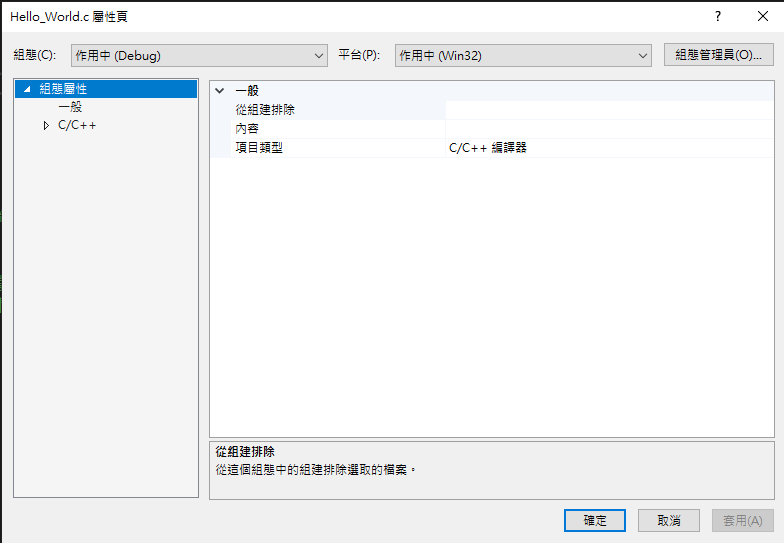 Hello_World.c 屬性頁
組態(C): 作用中 (Debug) 平台(P): 作用中 (Win32) 組態管理員(O)...
組態屬性
一般
C/C++
一般
從組建排除
內容
項目類型 C/C++ 編譯器
從組建排除
從這個組態中的組建排除選取的檔案。
確定 取消 套用(A)